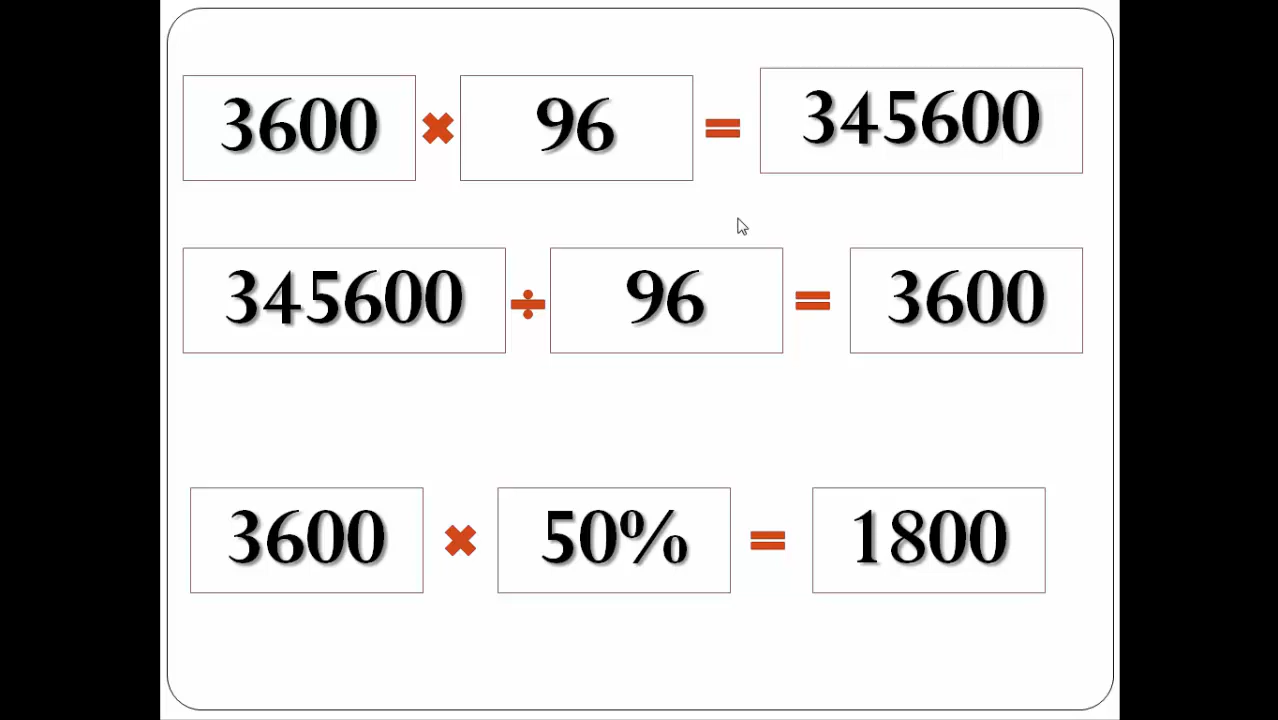 3600 × 96 = 345600
345600 ÷ 96 = 3600
3600 × 50% = 1800